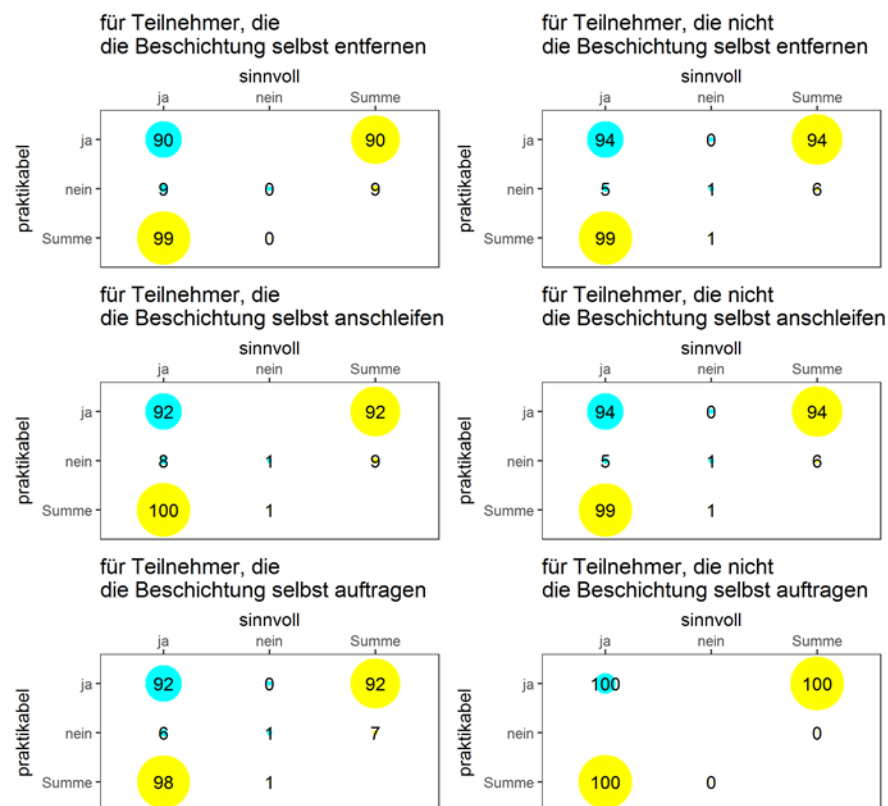 für Teilnehmer, die
die Beschichtung selbst entfernen
sinnvoll
ja nein Summe
praktikabel
ja 90 90
nein 9 0 9
Summe 99 0
für Teilnehmer, die nicht
die Beschichtung selbst entfernen
sinnvoll
ja nein Summe
praktikabel
ja 94 0 94
nein 5 1 6
Summe 99 1
für Teilnehmer, die
die Beschichtung selbst anschleifen
sinnvoll
ja nein Summe
praktikabel
ja 92 92
nein 8 1 9
Summe 100 1
für Teilnehmer, die nicht
die Beschichtung selbst anschleifen
sinnvoll
ja nein Summe
praktikabel
ja 94 0 94
nein 5 1 6
Summe 99 1
für Teilnehmer, die
die Beschichtung selbst auftragen
sinnvoll
ja nein Summe
praktikabel
ja 92 0 92
nein 6 1 7
Summe 98 1
für Teilnehmer, die nicht
die Beschichtung selbst auftragen
sinnvoll
ja nein Summe
praktikabel
ja 100 100
nein 0
Summe 100 0